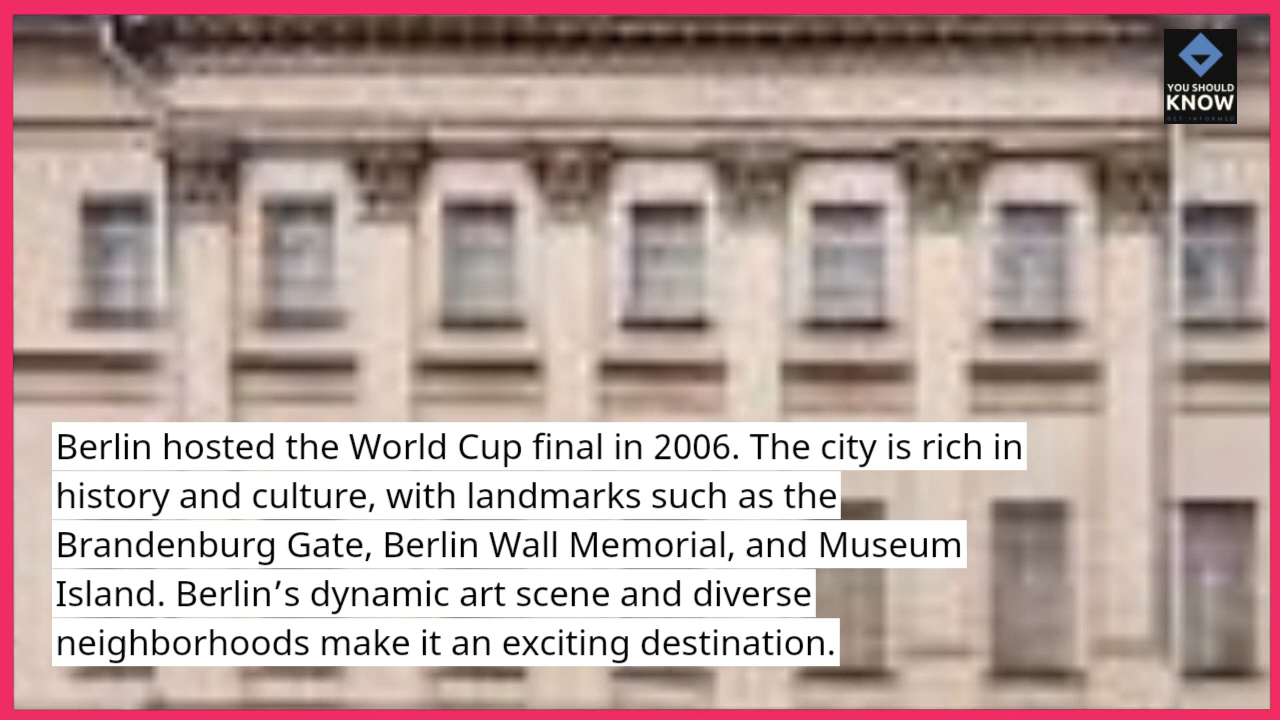 YOU SHOULD
KNOW
GET INFORMED
Berlin hosted the World Cup final in 2006. The city is rich in
history and culture, with landmarks such as the
Brandenburg Gate, Berlin Wall Memorial, and Museum
Island. Berlin’s dynamic art scene and diverse
neighborhoods make it an exciting destination.